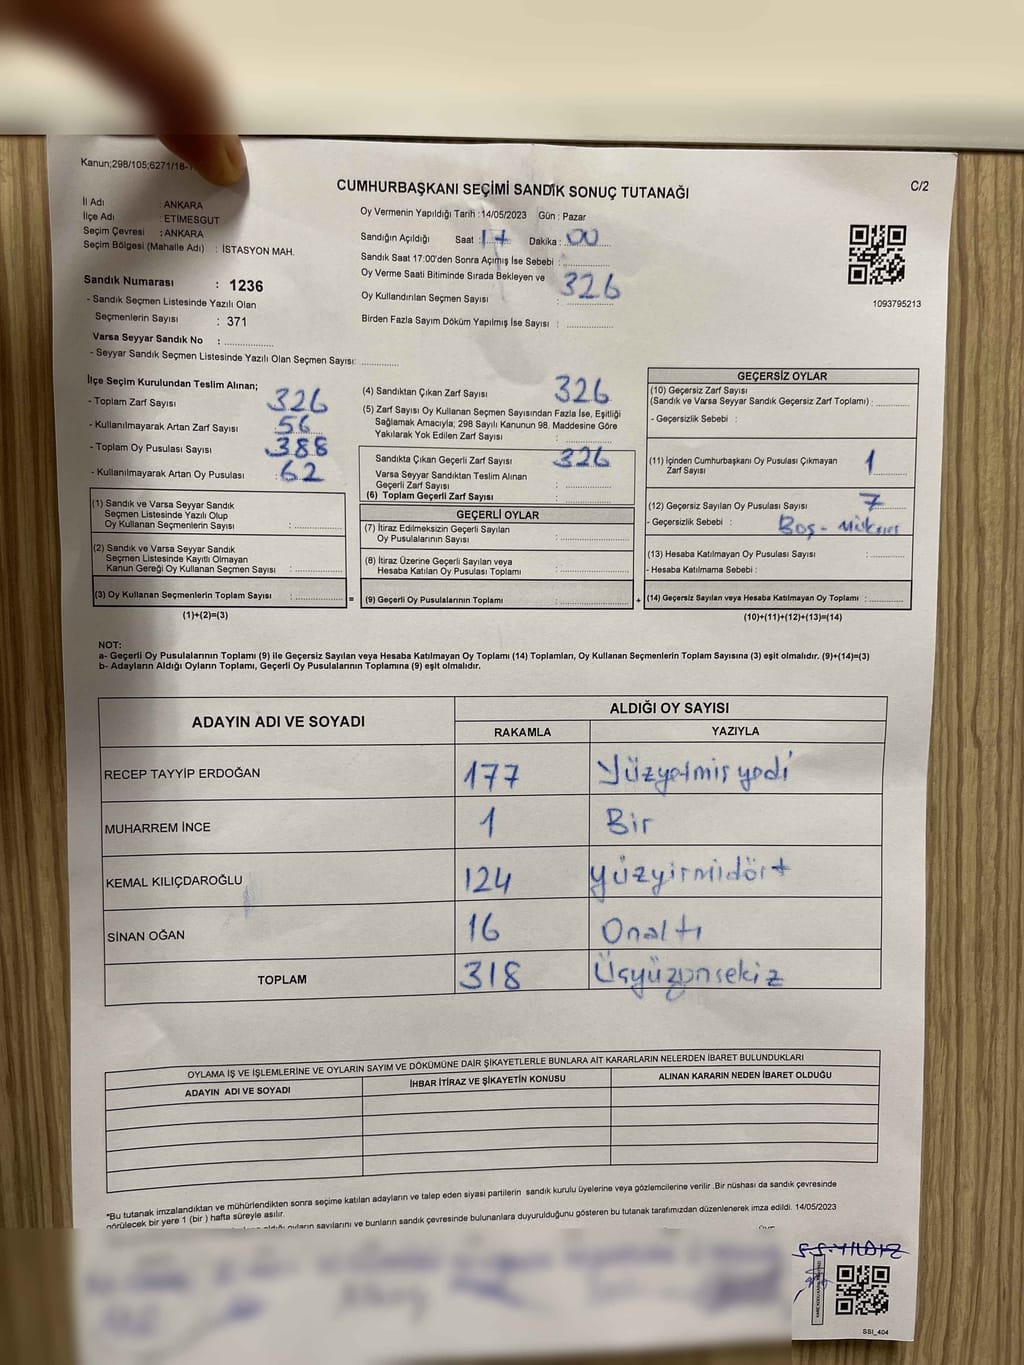 Kanun;298/105;6271/18-
C/2
CUMHURBAŞKANI SEÇİMİ SANDIK SONUÇ TUTANAĞI
İl Adı : ANKARA
İlçe Adı : ETİMESGUT
Seçim Çevresi : ANKARA
Seçim Bölgesi (Mahalle Adı) : İSTASYON MAH.
Sandık Numarası : 1236
- Sandık Seçmen Listesinde Yazılı Olan
Seçmenlerin Sayısı : 371
Varsa Seyyar Sandık No :
- Seyyar Sandık Seçmen Listesinde Yazılı Olan Seçmen Sayısı:
Oy Vermenin Yapıldığı Tarih :14/05/2023 Gün : Pazar
Sandığın Açıldığı Saat : 17 Dakika : 00
Sandık Saat 17:00'den Sonra Açımış İse Sebebi :
Oy Verme Saati Bitiminde Sırada Bekleyen ve
Oy Kullandırılan Seçmen Sayısı : 326
Birden Fazla Sayım Döküm Yapılmış İse Sayısı :
1093795213
İlçe Seçim Kurulundan Teslim Alınan;
- Toplam Zarf Sayısı 326
- Kullanılmayarak Artan Zarf Sayısı : 56
- Toplam Oy Pusulası Sayısı : 388
- Kullanılmayarak Artan Oy Pusulası : 62
(1) Sandık ve Varsa Seyyar Sandık
Seçmen Listesinde Yazılı Olup
Oy Kullanan Seçmenlerin Sayısı :
(2) Sandık ve Varsa Seyyar Sandık
Seçmen Listesinde Kayıtlı Olmayan
Kanun Gereği Oy Kullanan Seçmen Sayısı :
(3) Oy Kullanan Seçmenlerin Toplam Sayısı :
(1)+(2)=(3)
(4) Sandıktan Çıkan Zarf Sayısı 326
(5) Zarf Sayısı Oy Kullanan Seçmen Sayısından Fazla İse, Eşitliği
Sağlamak Amacıyla; 298 Sayılı Kanunun 98. Maddesine Göre
Yakılarak Yok Edilen Zarf Sayısı :
Sandıkta Çıkan Geçerli Zarf Sayısı : 326
Varsa Seyyar Sandıktan Teslim Alınan
Geçerli Zarf Sayısı :
(6) Toplam Geçerli Zarf Sayısı :
GEÇERLİ OYLAR
(7) İtiraz Edilmeksizin Geçerli Sayılan
Oy Pusulalarının Sayısı :
(8) İtiraz Üzerine Geçerli Sayılan veya
Hesaba Katılan Oy Pusulası Toplamı :
= (9) Geçerli Oy Pusulalarının Toplamı :
GEÇERSİZ OYLAR
(10) Geçersiz Zarf Sayısı
(Sandık ve Varsa Seyyar Sandık Geçersiz Zarf Toplamı) :
- Geçersizlik Sebebi :
(11) İçinden Cumhurbaşkanı Oy Pusulası Çıkmayan
Zarf Sayısı 1
(12) Geçersiz Sayılan Oy Pusulası Sayısı : 7
- Geçersizlik Sebebi : Boş -
(13) Hesaba Katılmayan Oy Pusulası Sayısı :
- Hesaba Katılmama Sebebi :
+ (14) Geçersiz Sayılan veya Hesaba Katılmayan Oy Toplamı :
(10)+(11)+(12)+(13)=(14)
NOT:
a- Geçerli Oy Pusulalarının Toplamı (9) ile Geçersiz Sayılan veya Hesaba Katılmayan Oy Toplamı (14) Toplamları, Oy Kullanan Seçmenlerin Toplam Sayısına (3) eşit olmalıdır. (9)+(14)=(3)
b- Adayların Aldığı Oyların Toplamı, Geçerli Oy Pusulalarının Toplamına (9) eşit olmalıdır.
ADAYIN ADI VE SOYADI
ALDIĞI OY SAYISI
RAKAMLA YAZIYLA
RECEP TAYYİP ERDOĞAN 177 Yüzyetmiş yedi
MUHARREM İNCE 1 Bir
KEMAL KILIÇDAROĞLU 124 yüzyirmidört
SİNAN OĞAN 16 Onaltı
TOPLAM 318 Üçyüzonsekiz
OYLAMA İŞ VE İŞLEMLERİNE VE OYLARIN SAYIM VE DÖKÜMÜNE DAİR ŞİKAYETLERLE BUNLARA AİT KARARLARIN NELERDEN İBARET BULUNDUKLARI
ADAYIN ADI VE SOYADI İHBAR İTİRAZ VE ŞİKAYETİN KONUSU ALINAN KARARIN NEDEN İBARET OLDUĞU
*Bu tutanak imzalandıktan ve mühürlendikten sonra seçime katılan adayların ve talep eden siyasi partilerin sandık kurulu üyelerine veya gözlemcilerine verilir .Bir nüshası da sandık çevresinde
görülecek bir yere 1 (bir ) hafta süreyle asılır.
oyların sayılarını ve bunların sandık çevresinde bulunanlara duyurulduğunu gösteren bu tutanak tarafımızdan düzenlenerek imza edildi. 14/05/2023
SSI_404